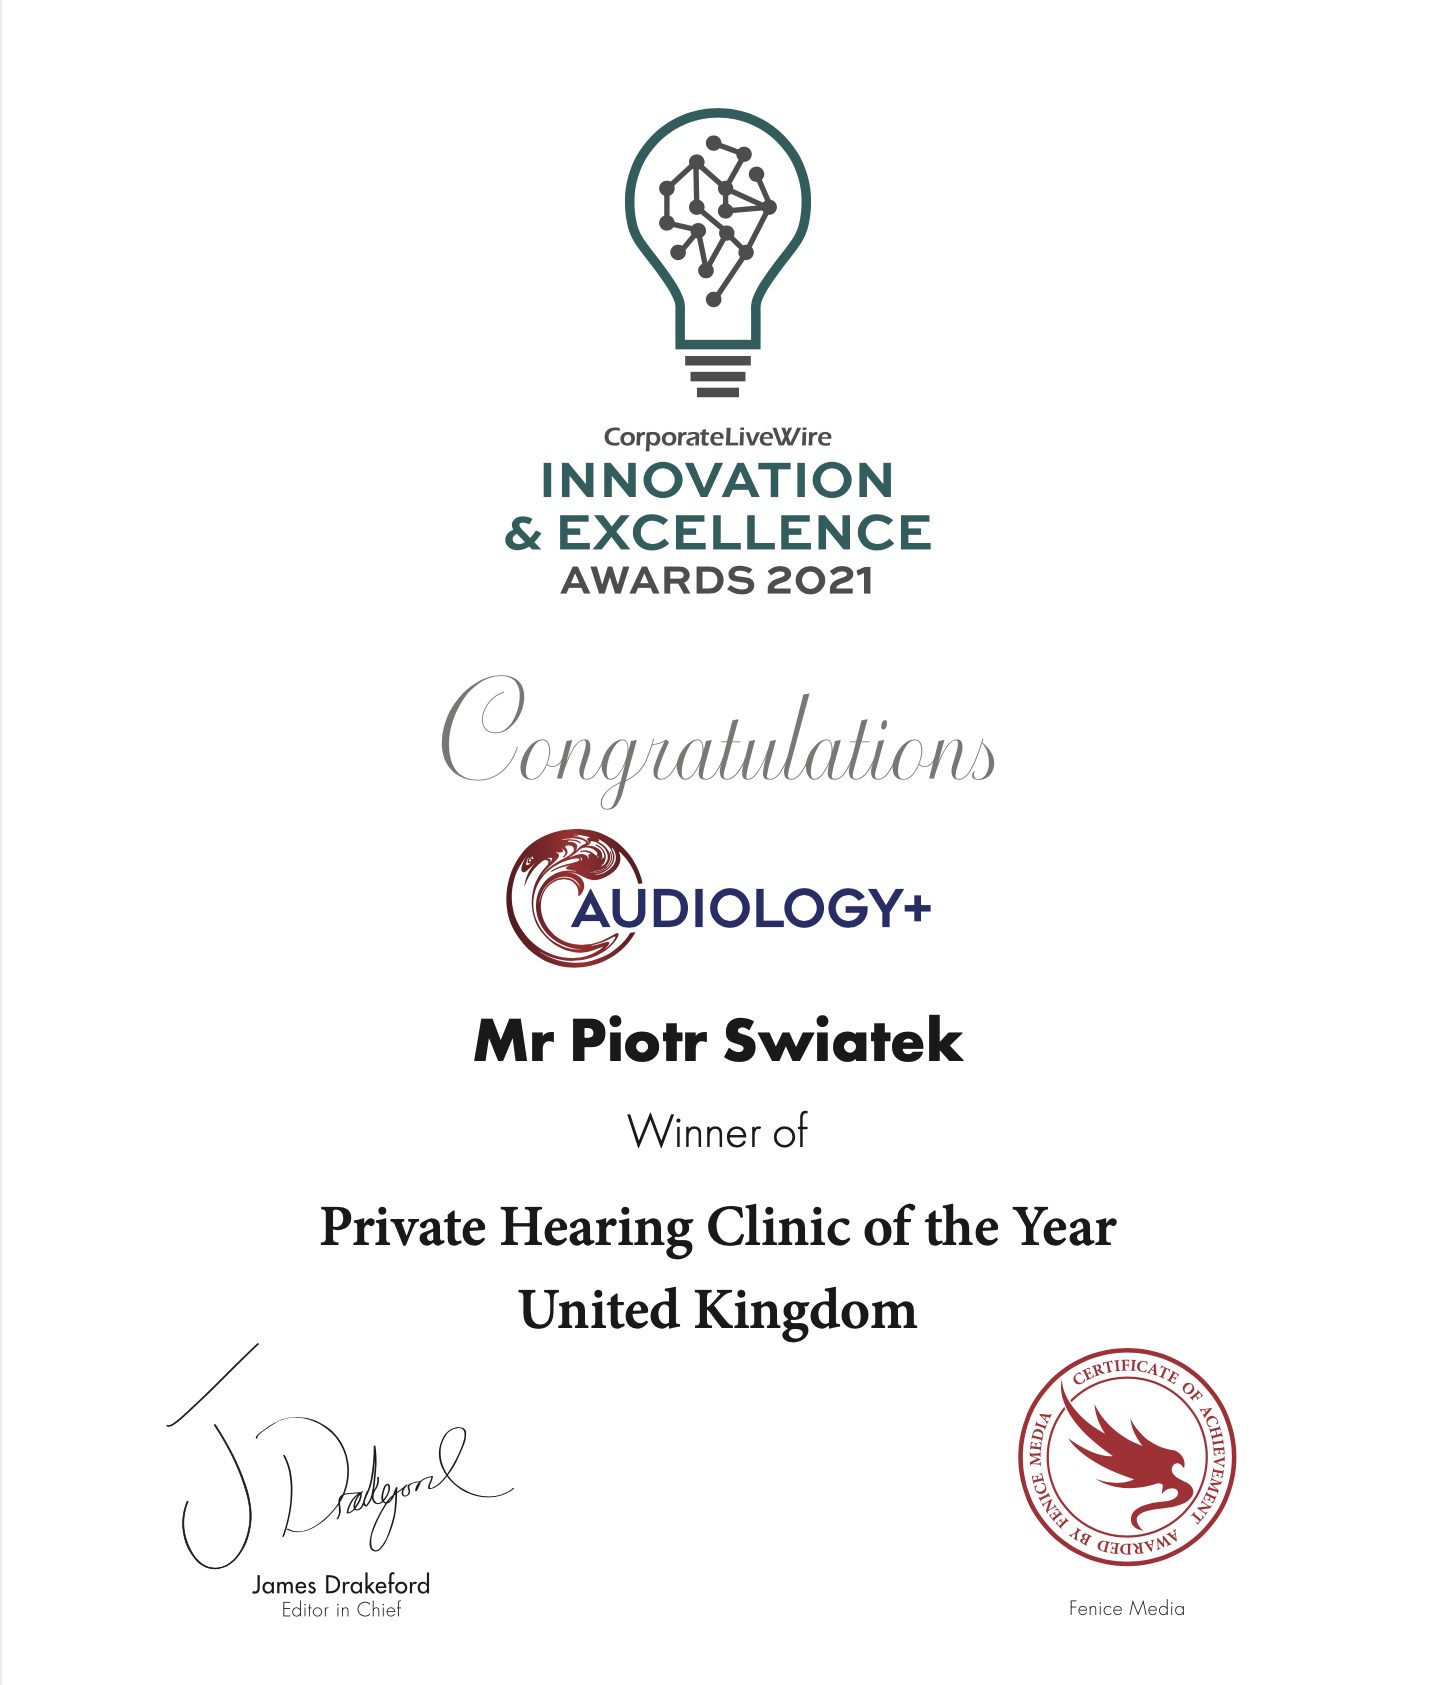 CorporateLiveWire
INNOVATION
& EXCELLENCE
AWARDS 2021
Congratulations
AUDIOLOGY+
Mr Piotr Swiatek
Winner of
Private Hearing Clinic of the Year
United Kingdom
J Drakeford
James Drakeford
Editor in Chief
CERTIFICATE OF ACHIEVEMENT
AWARDED BY FENICE MEDIA
Fenice Media